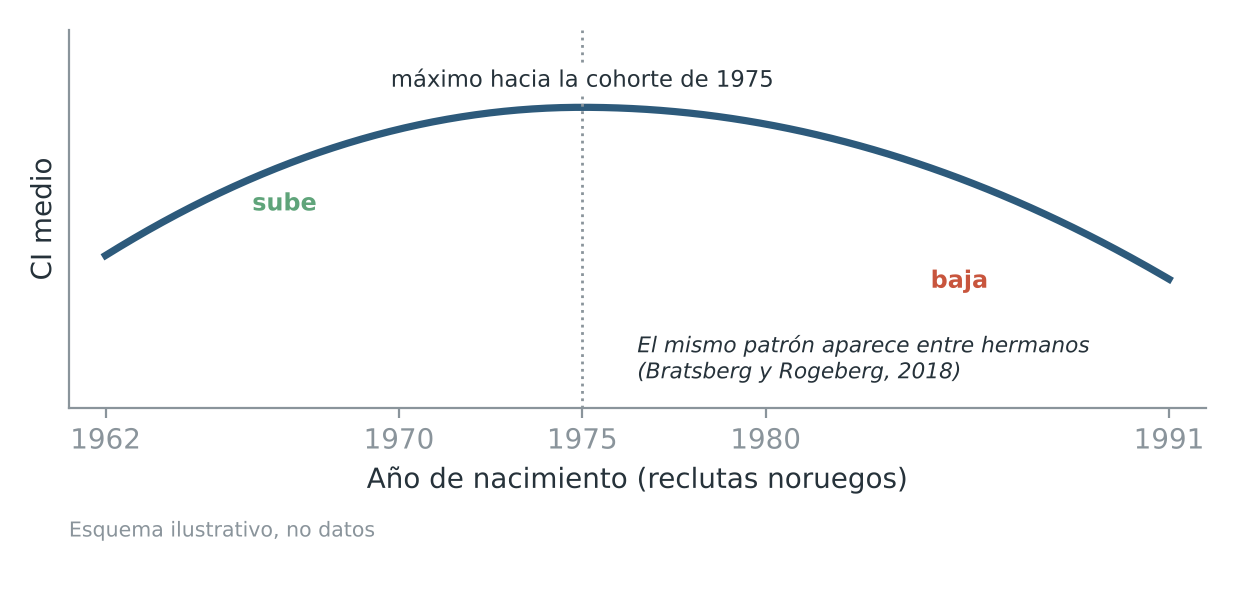 máximo hacia la cohorte de 1975
CI medio
sube
baja
El mismo patrón aparece entre hermanos
(Bratsberg y Rogeberg, 2018)
1962 1970 1975 1980 1991
Año de nacimiento (reclutas noruegos)
Esquema ilustrativo, no datos